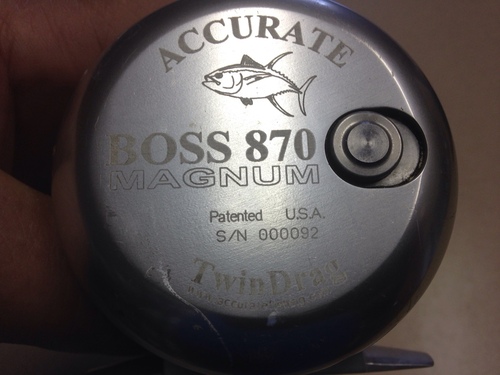 ACCURATE
BOSS 870
MAGNUM
Patented U.S.A.
S/N 000092
TwinDrag